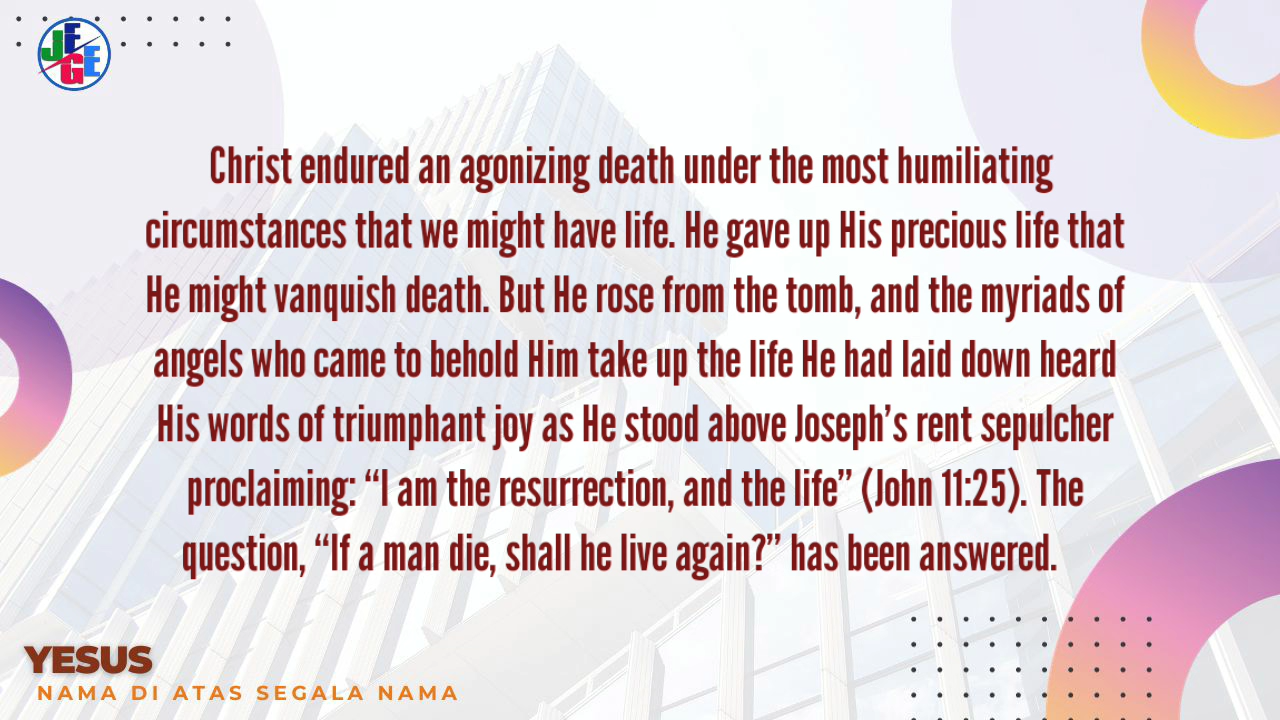 JEGE
Christ endured an agonizing death under the most humiliating
circumstances that we might have life. He gave up His precious life that
He might vanquish death. But He rose from the tomb, and the myriads of
angels who came to behold Him take up the life He had laid down heard
His words of triumphant joy as He stood above Joseph’s rent sepulcher
proclaiming: “I am the resurrection, and the life” (John 11:25). The
question, “If a man die, shall he live again?” has been answered.
YESUS
NAMA DI ATAS SEGALA NAMA